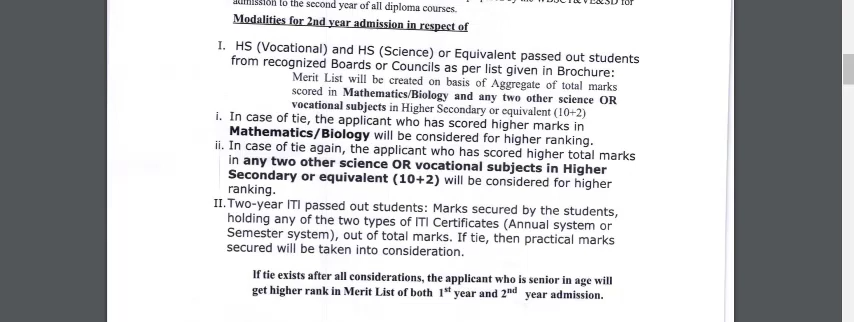 admission to the second year of all diploma courses.
Modalities for 2nd year admission in respect of
I. HS (Vocational) and HS (Science) or Equivalent passed out students
from recognized Boards or Councils as per list given in Brochure:
Merit List will be created on basis of Aggregate of total marks
scored in Mathematics/Biology and any two other science OR
vocational subjects in Higher Secondary or equivalent (10+2)
i. In case of tie, the applicant who has scored higher marks in
Mathematics/Biology will be considered for higher ranking.
ii. In case of tie again, the applicant who has scored higher total marks
in any two other science OR vocational subjects in Higher
Secondary or equivalent (10+2) will be considered for higher
ranking.
II. Two-year ITI passed out students: Marks secured by the students,
holding any of the two types of ITI Certificates (Annual system or
Semester system), out of total marks. If tie, then practical marks
secured will be taken into consideration.
If tie exists after all considerations, the applicant who is senior in age will
get higher rank in Merit List of both 1st year and 2nd year admission.